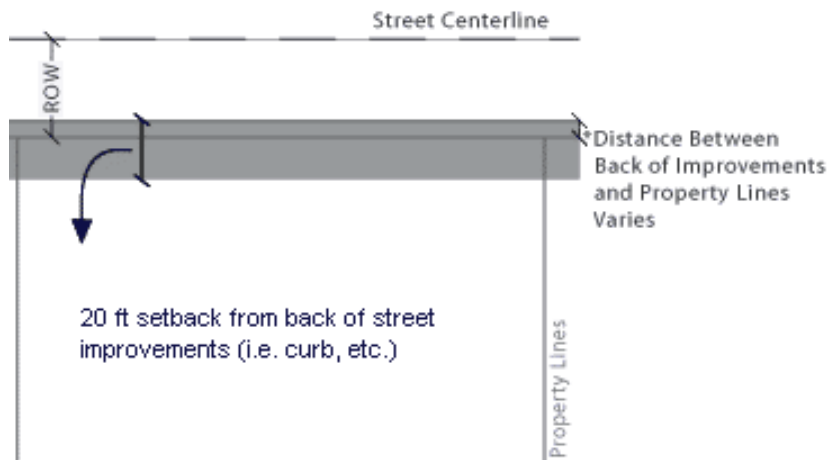 Street Centerline
ROW
*Distance Between
Back of Improvements
and Property Lines
Varies
20 ft setback from back of street
improvements (i.e. curb, etc.)
Property Lines